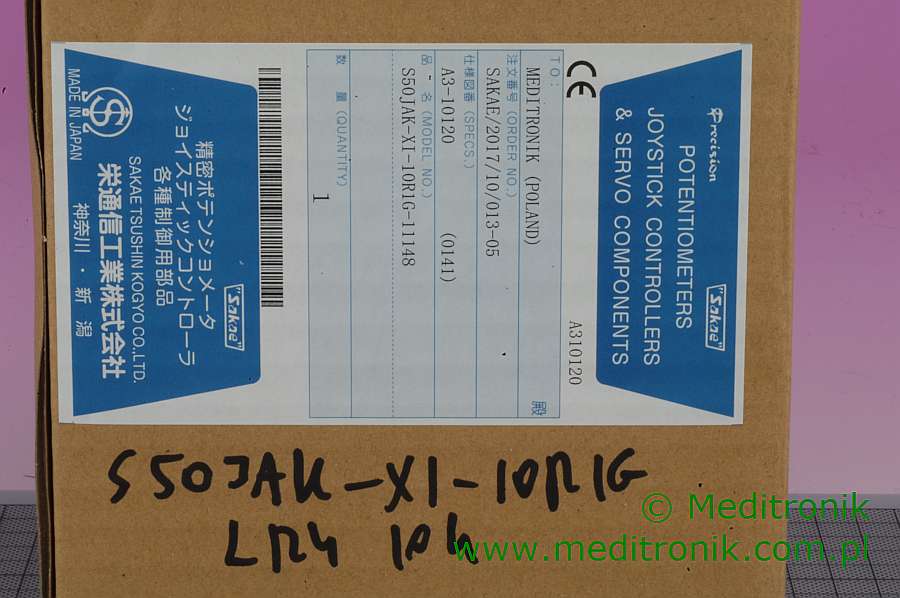 Precision
POTENTIOMETERS
JOYSTICK CONTROLLERS
& SERVO COMPONENTS
"Sakae"
CE
A310120
TO:
MEDITRONIK (POLAND)
殿
注文番号 (ORDER NO.)
SAKAE/2017/10/013-05
仕様図番 (SPECS.)
A3-10120 (0141)
品・名 (MODEL NO.)
S50JAK-XI-10R1G-11148
数 量 (QUANTITY)
1
"Sakae"
精密ポテンショメータ
ジョイスティックコントローラ
各種制御用部品
SAKAE TSUSHIN KOGYO CO.,LTD.
栄通信工業株式会社
神奈川・新潟
MADE IN JAPAN
S50JAK-XI-10R1G
© Meditronik
www.meditronik.com.pl